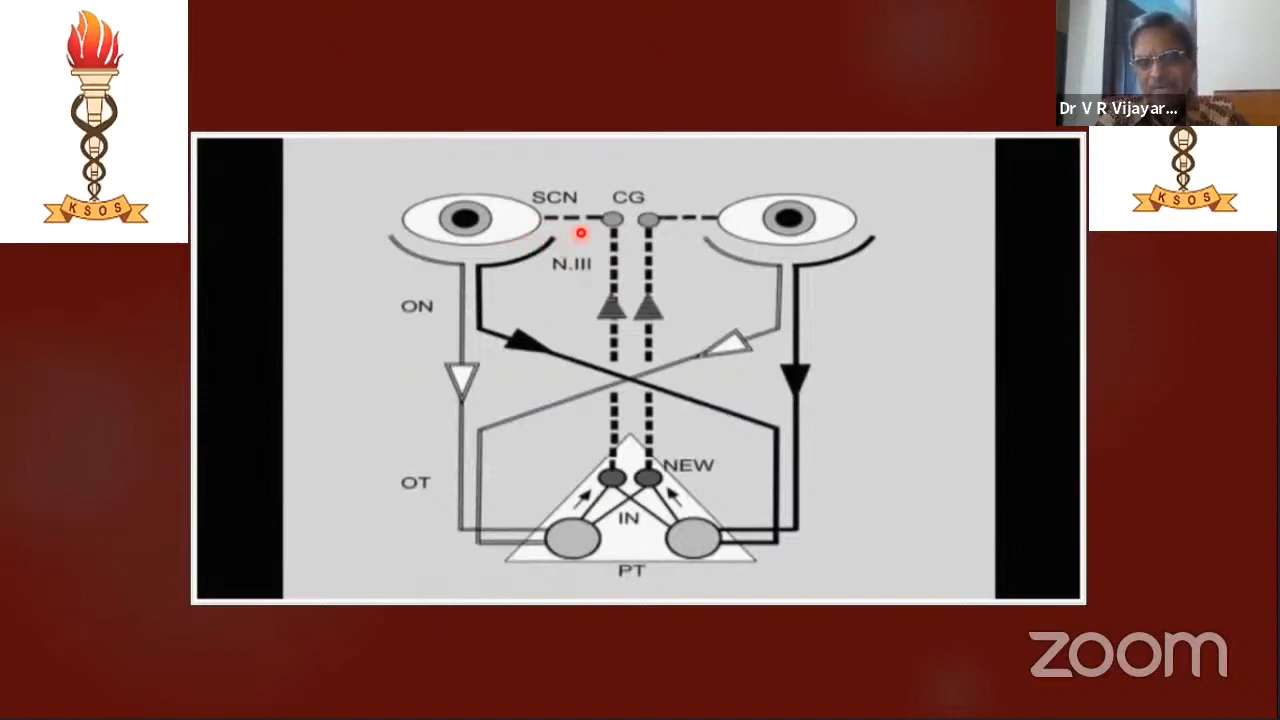 KSOS
Dr V R Vijayar...
KSOS
SCN CG
N.III
ON
NEW
OT
IN
PT
zoom